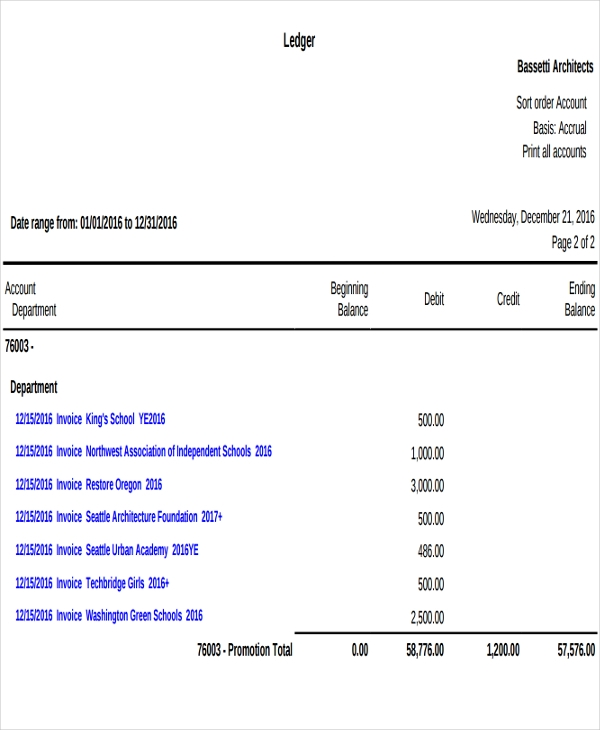 Ledger
Bassetti Architects
Sort order Account
Basis: Accrual
Print all accounts
Date range from: 01/01/2016 to 12/31/2016
Wednesday, December 21, 2016
Page 2 of 2
Account Beginning Debit Credit Ending
Department Balance Balance
76003 -
Department
12/15/2016 Invoice King's School YE2016 500.00
12/15/2016 Invoice Northwest Association of Independent Schools 2016 1,000.00
12/15/2016 Invoice Restore Oregon 2016 3,000.00
12/15/2016 Invoice Seattle Architecture Foundation 2017+ 500.00
12/15/2016 Invoice Seattle Urban Academy 2016YE 486.00
12/15/2016 Invoice Techbridge Girls 2016+ 500.00
12/15/2016 Invoice Washington Green Schools 2016 2,500.00
76003 - Promotion Total 0.00 58,776.00 1,200.00 57,576.00